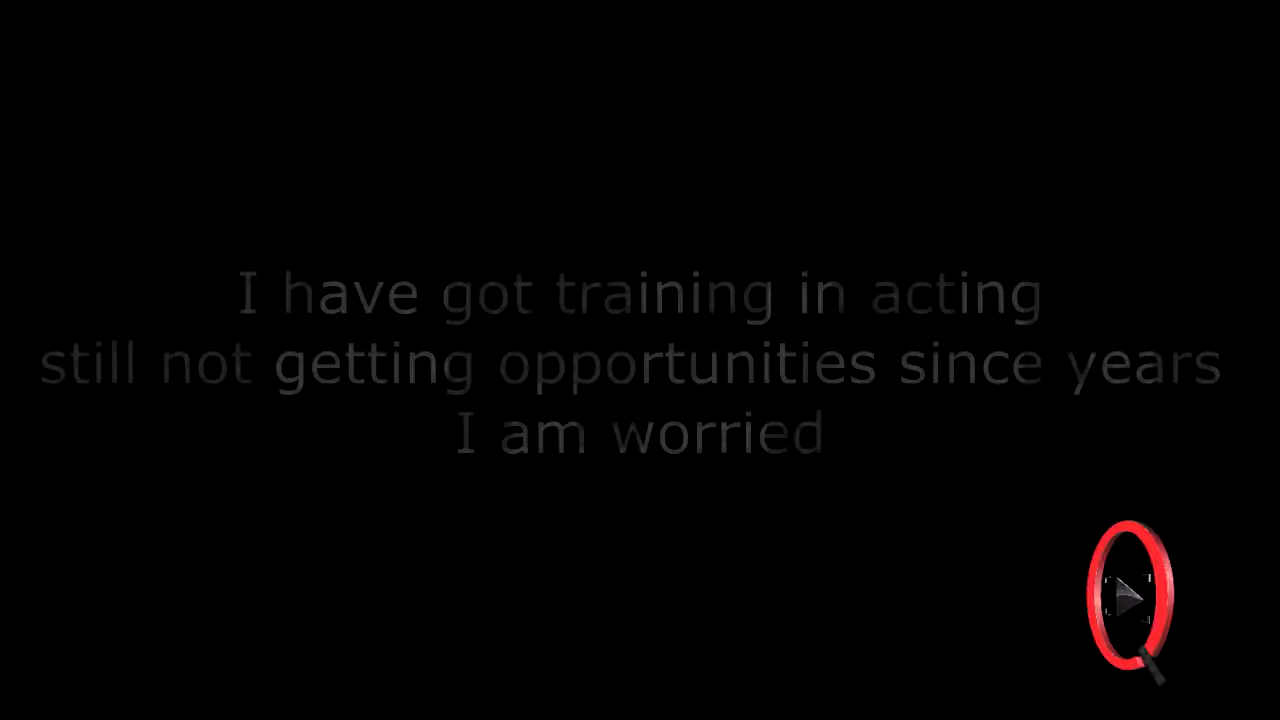 I have got training in acting
still not getting opportunities since years
I am worried